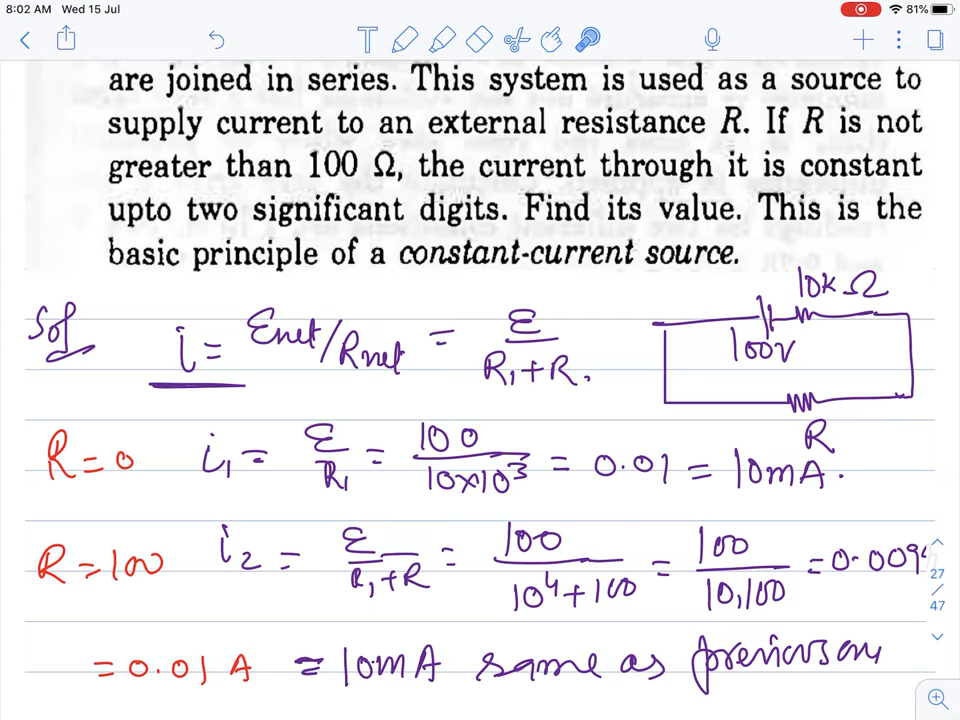 8:02 AM Wed 15 Jul
81%
are joined in series. This system is used as a source to
supply current to an external resistance R. If R is not
greater than 100 Ω, the current through it is constant
upto two significant digits. Find its value. This is the
basic principle of a constant-current source.
10k Ω
Sol i = Enet/Rnet = ε/(R₁+R)
100V
R
R=0 i₁ = ε/R₁ = 100/(10×10³) = 0.01 = 10mA.
R=100 i₂ = ε/(R₁+R) = 100/(10⁴+100) = 100/10,100 = 0.009
27
/
47
= 0.01 A = 10mA same as previous